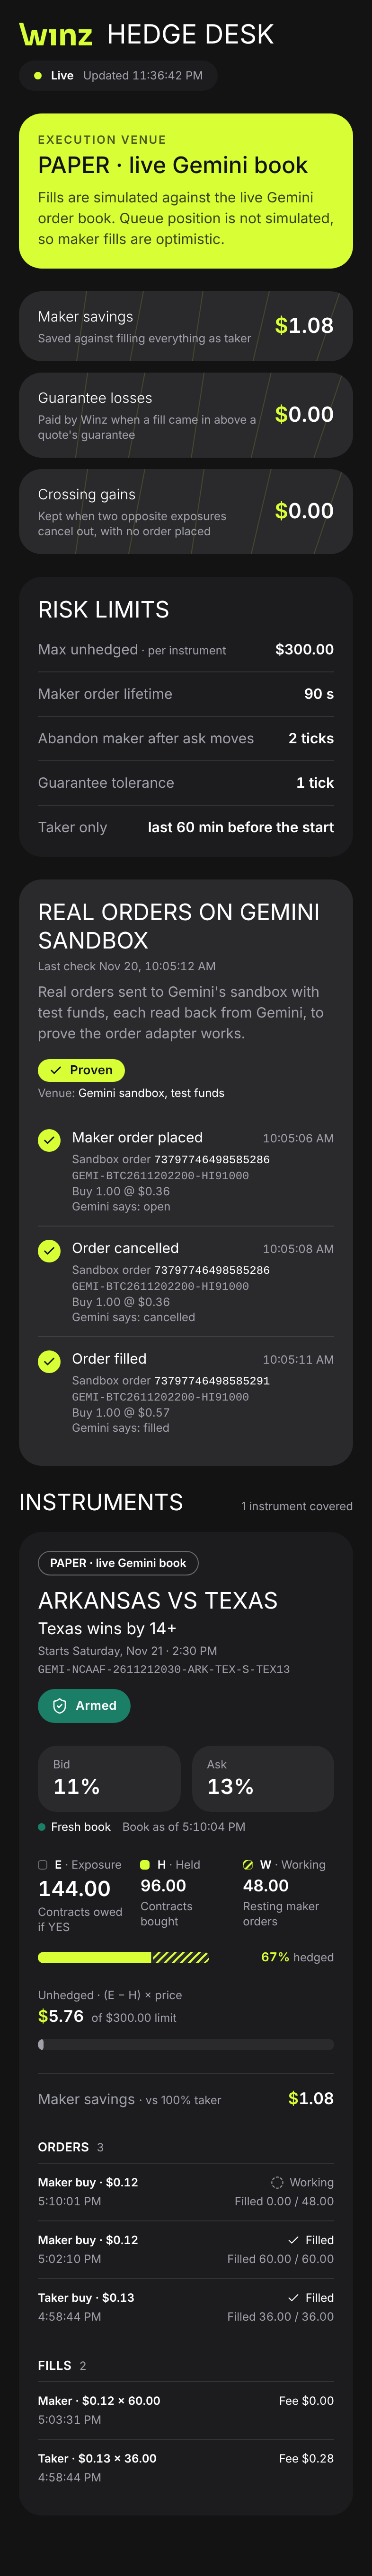 winz HEDGE DESK
Live Updated 11:36:42 PM
EXECUTION VENUE
PAPER · live Gemini book
Fills are simulated against the live Gemini
order book. Queue position is not simulated,
so maker fills are optimistic.
Maker savings
Saved against filling everything as taker
$1.08
Guarantee losses
Paid by Winz when a fill came in above a
quote's guarantee
$0.00
Crossing gains
Kept when two opposite exposures
cancel out, with no order placed
$0.00
RISK LIMITS
Max unhedged · per instrument $300.00
Maker order lifetime 90 s
Abandon maker after ask moves 2 ticks
Guarantee tolerance 1 tick
Taker only last 60 min before the start
REAL ORDERS ON GEMINI
SANDBOX
Last check Nov 20, 10:05:12 AM
Real orders sent to Gemini's sandbox with
test funds, each read back from Gemini, to
prove the order adapter works.
Proven
Venue: Gemini sandbox, test funds
Maker order placed 10:05:06 AM
Sandbox order 73797746498585286
GEMI-BTC2611202200-HI91000
Buy 1.00 @ $0.36
Gemini says: open
Order cancelled 10:05:08 AM
Sandbox order 73797746498585286
GEMI-BTC2611202200-HI91000
Buy 1.00 @ $0.36
Gemini says: cancelled
Order filled 10:05:11 AM
Sandbox order 73797746498585291
GEMI-BTC2611202200-HI91000
Buy 1.00 @ $0.57
Gemini says: filled
INSTRUMENTS 1 instrument covered
PAPER · live Gemini book
ARKANSAS VS TEXAS
Texas wins by 14+
Starts Saturday, Nov 21 · 2:30 PM
GEMI-NCAAF-2611212030-ARK-TEX-S-TEX13
Armed
Bid
11%
Ask
13%
Fresh book Book as of 5:10:04 PM
E · Exposure
144.00
Contracts owed
if YES
H · Held
96.00
Contracts
bought
W · Working
48.00
Resting maker
orders
67% hedged
Unhedged · (E − H) × price
$5.76 of $300.00 limit
Maker savings · vs 100% taker $1.08
ORDERS 3
Maker buy · $0.12 Working
5:10:01 PM Filled 0.00 / 48.00
Maker buy · $0.12 Filled
5:02:10 PM Filled 60.00 / 60.00
Taker buy · $0.13 Filled
4:58:44 PM Filled 36.00 / 36.00
FILLS 2
Maker · $0.12 × 60.00 Fee $0.00
5:03:31 PM
Taker · $0.13 × 36.00 Fee $0.28
4:58:44 PM